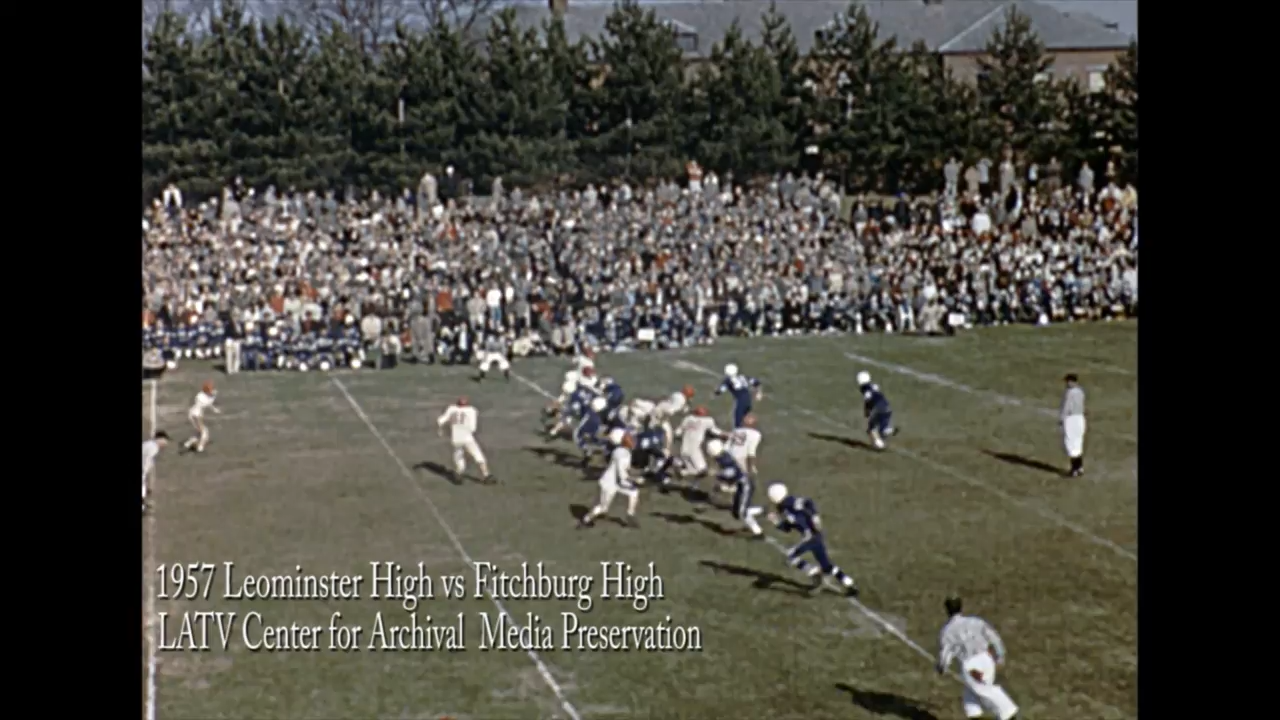 1957 Leominster High vs Fitchburg High
LATV Center for Archival Media Preservation